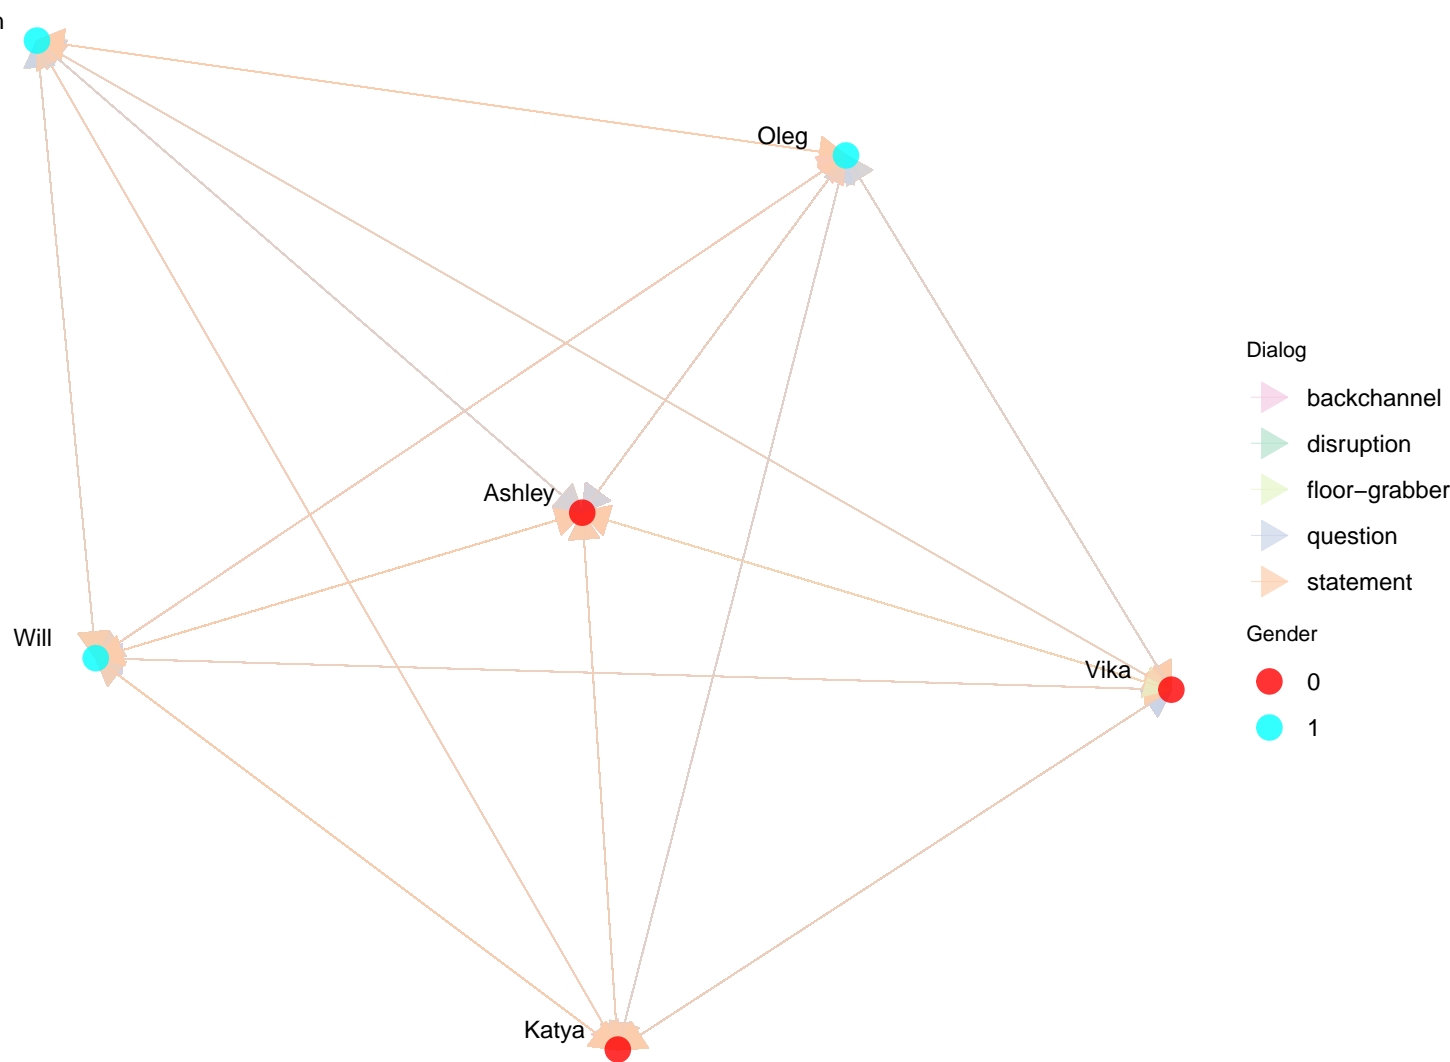 n
Oleg
Ashley
Will
Vika
Katya
Dialog
backchannel
disruption
floor−grabber
question
statement
Gender
0
1